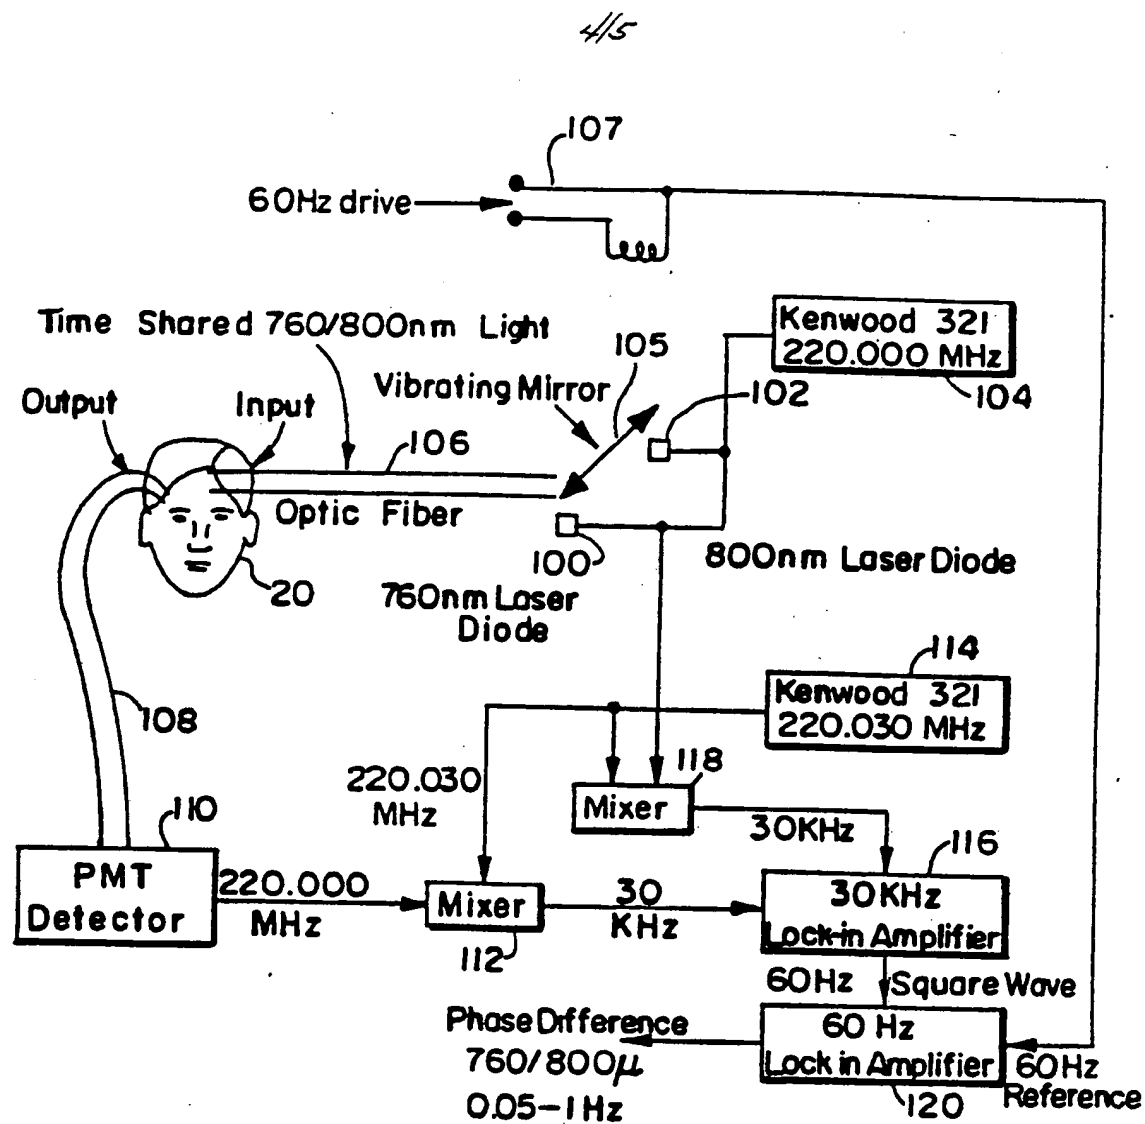 4/5
107
60Hz drive
Time Shared 760/800nm Light
Kenwood 321
220.000 MHz
104
105
Vibrating Mirror
102
Output
Input
106
Optic Fiber
100
800nm Laser Diode
20
760nm Laser
Diode
114
Kenwood 321
220.030 MHz
108
220.030
MHz
118
Mixer
30KHz
110
116
PMT
Detector
220.000
MHz
Mixer
112
30
KHz
30KHz
Lock-in Amplifier
60Hz Square Wave
Phase Difference
760/800μ
0.05-1Hz
60 Hz
Lock in Amplifier
120
60Hz
Reference